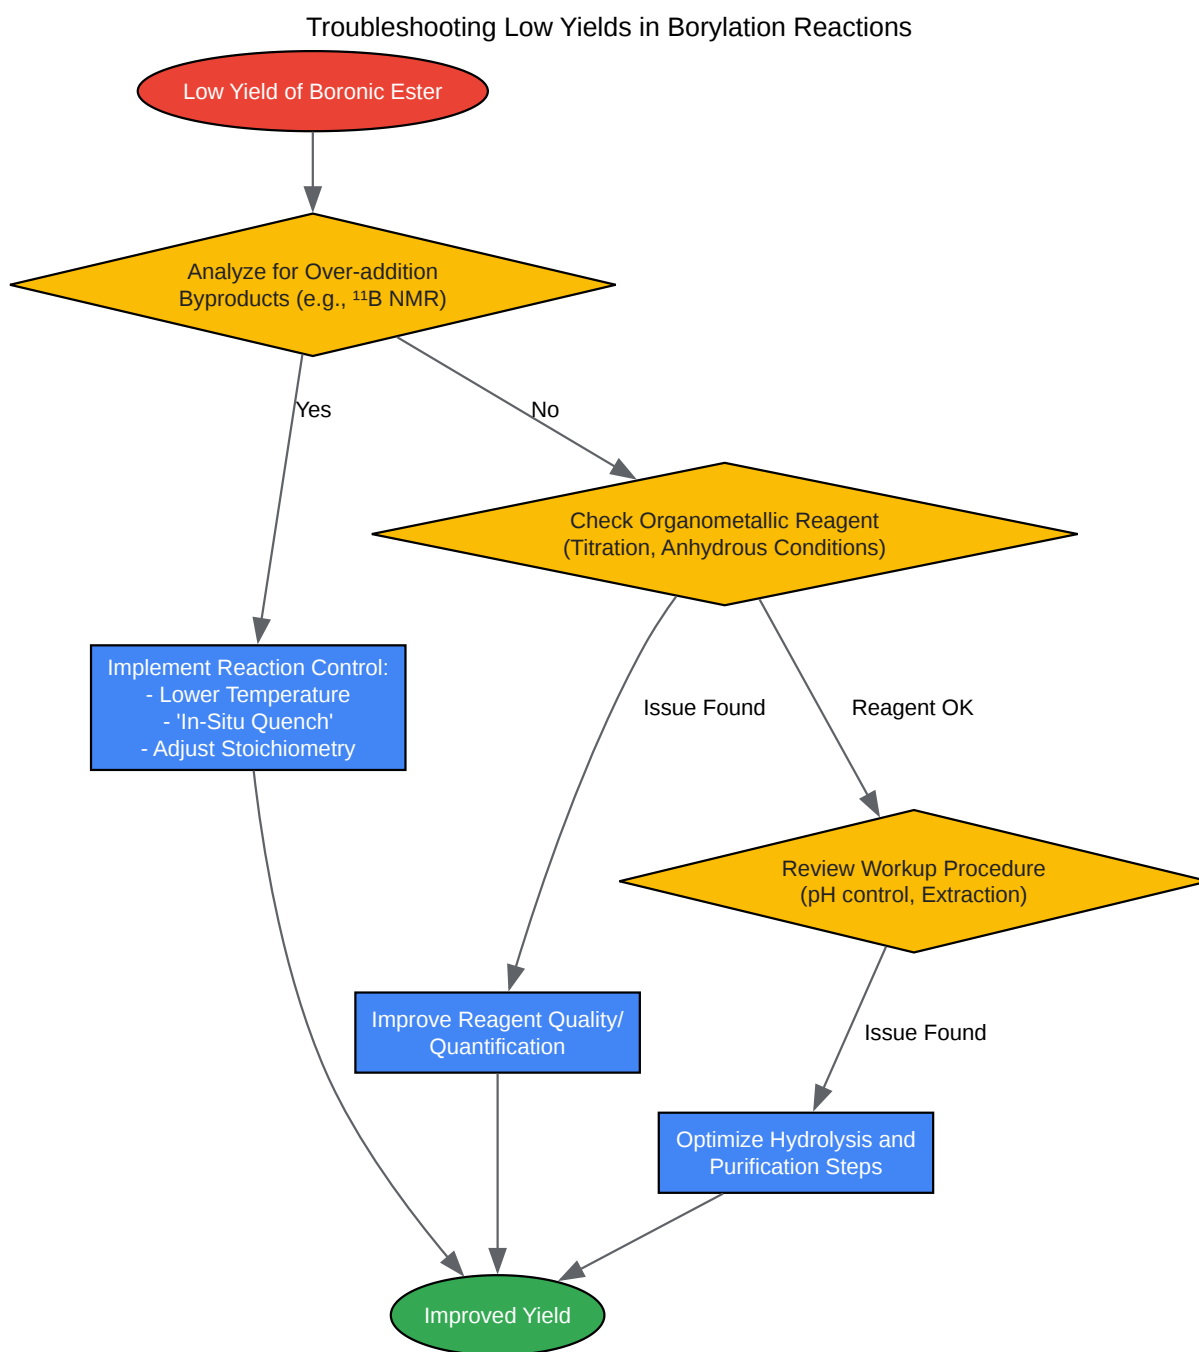 Troubleshooting Low Yields in Borylation Reactions
Low Yield of Boronic Ester
Analyze for Over-addition
Byproducts (e.g., ¹¹B NMR)
Yes
No
Check Organometallic Reagent
(Titration, Anhydrous Conditions)
Implement Reaction Control:
- Lower Temperature
- 'In-Situ Quench'
- Adjust Stoichiometry
Issue Found
Reagent OK
Review Workup Procedure
(pH control, Extraction)
Improve Reagent Quality/
Quantification
Issue Found
Optimize Hydrolysis and
Purification Steps
Improved Yield